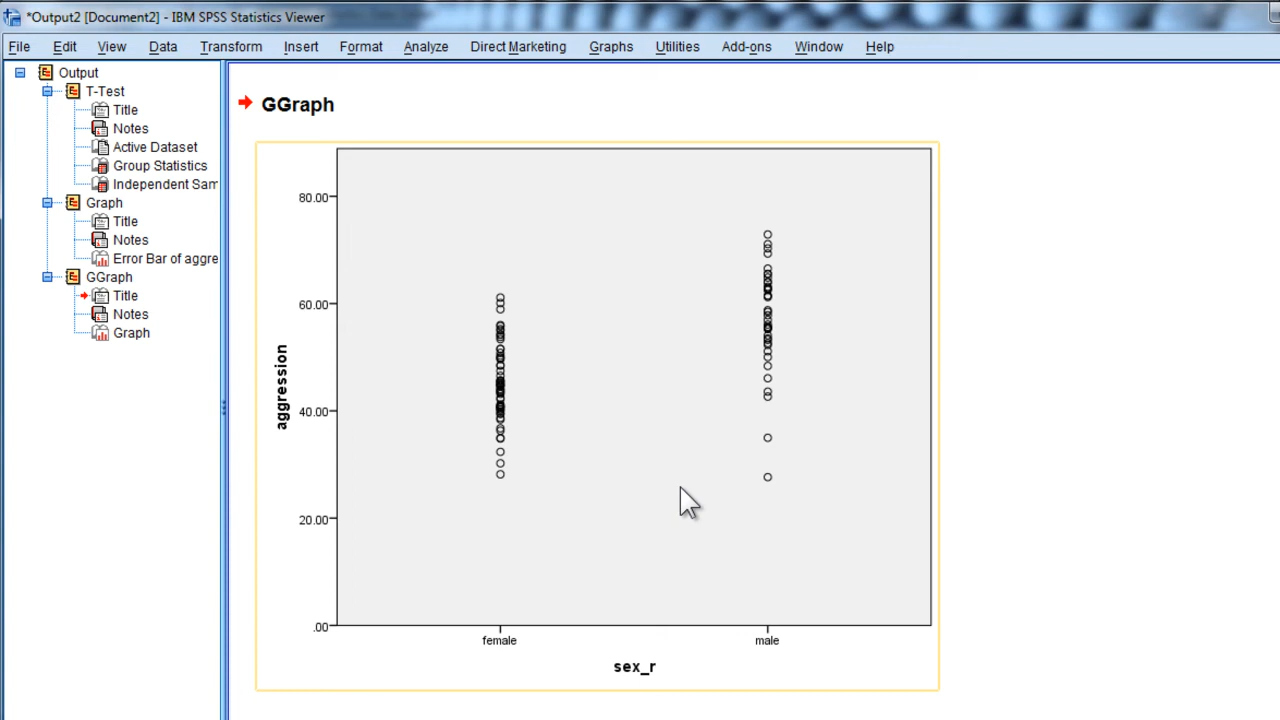 *Output2 [Document2] - IBM SPSS Statistics Viewer
File Edit View Data Transform Insert Format Analyze Direct Marketing Graphs Utilities Add-ons Window Help
Output
T-Test
Title
Notes
Active Dataset
Group Statistics
Independent Sam
Graph
Title
Notes
Error Bar of aggre
GGraph
Title
Notes
Graph
GGraph
80.00
60.00
40.00
20.00
.00
aggression
female male
sex_r